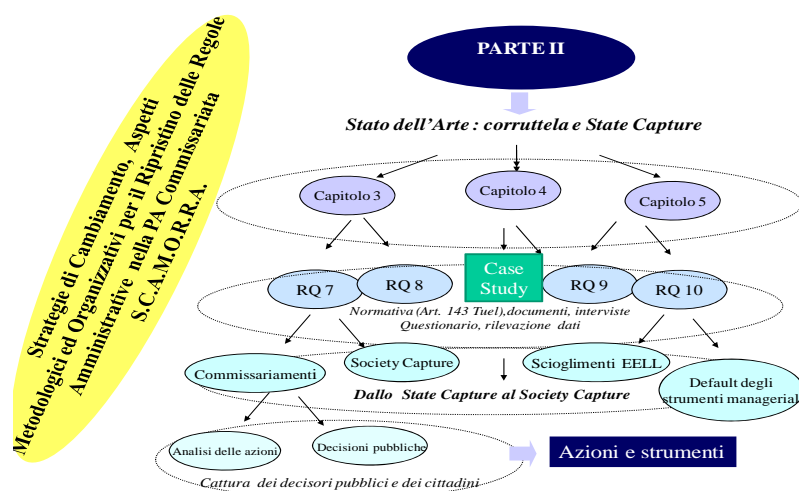 Strategie di Cambiamento, Aspetti
Metodologici ed Organizzativi per il Ripristino delle Regole
Amministrative nella PA Commissariata
S.C.A.M.O.R.R.A.
PARTE II
Stato dell'Arte : corruttela e State Capture
Capitolo 3
Capitolo 4
Capitolo 5
RQ 7
RQ 8
Case
Study
RQ 9
RQ 10
Normativa (Art. 143 Tuel),documenti, interviste
Questionario, rilevazione dati
Commissariamenti
Society Capture
Scioglimenti EELL
Default degli
strumenti managerial
Dallo State Capture al Society Capture
Analisi delle azioni
Decisioni pubbliche
Azioni e strumenti
Cattura dei decisori pubblici e dei cittadini